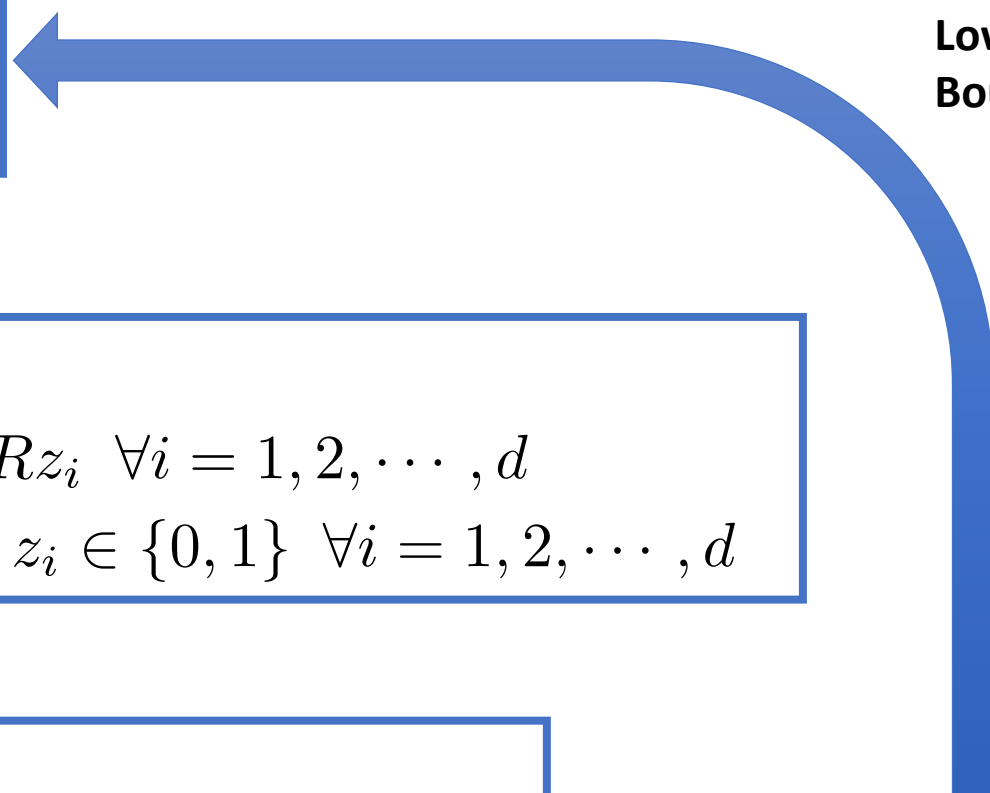 Rz_i ∀i = 1, 2, ⋯ , d
z_i ∈ {0, 1} ∀i = 1, 2, ⋯ , d